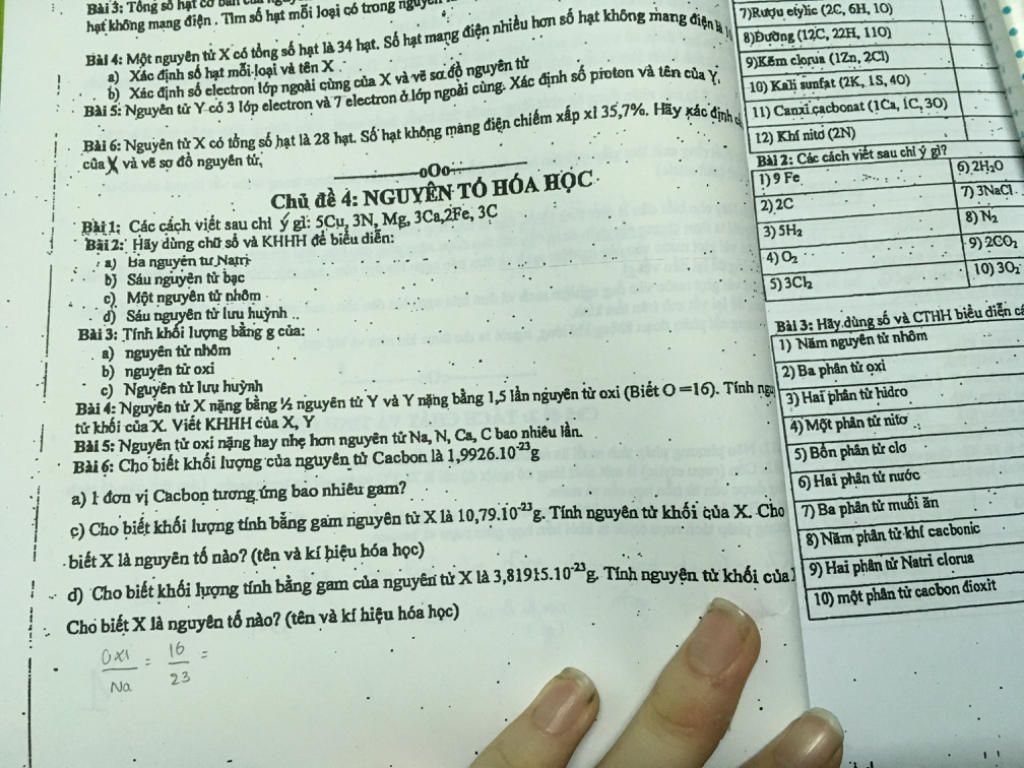 Bài 3: Tổng số hạt cơ bản của
hạt không mang điện . Tìm số hạt mỗi loại có trong nguyên
Bài 4: Một nguyên tử X có tổng số hạt là 34 hạt. Số hạt mang điện nhiều hơn số hạt không mang điện là
a) Xác định số hạt mỗi loại và tên X
b) Xác định số electron lớp ngoài cùng của X và vẽ sơ đồ nguyên tử
Bài 5: Nguyên tử Y có 3 lớp electron và 7 electron ở lớp ngoài cùng. Xác định số proton và tên của Y.
Bài 6: Nguyên tử X có tổng số hạt là 28 hạt. Số hạt không mang điện chiếm xấp xỉ 35,7%. Hãy xác định
của X và vẽ sơ đồ nguyên tử.
oOo
Chủ đề 4: NGUYÊN TỐ HÓA HỌC
Bài 1: Các cách viết sau chỉ ý gì: 5Cu, 3N, Mg, 3Ca,2Fe, 3C
Bài 2: Hãy dùng chữ số và KHHH để biểu diễn:
a) Ba nguyên tử Natri
b) Sáu nguyên tử bạc
c) Một nguyên tử nhôm
d) Sáu nguyên tử lưu huỳnh ..
Bài 3: Tính khối lượng bằng g của:
a) nguyên tử nhôm
b) nguyên tử oxi
c) Nguyên tử lưu huỳnh
Bài 4: Nguyên tử X nặng bằng ½ nguyên tử Y và Y nặng bằng 1,5 lần nguyên tử oxi (Biết O =16). Tính
tử khối của X. Viết KHHH của X, Y
Bài 5: Nguyên tử oxi nặng hay nhẹ hơn nguyên tử Na, N, Ca, C bao nhiêu lần.
Bài 6: Cho biết khối lượng của nguyên tử Cacbon là 1,9926.10⁻²³g
a) 1 đơn vị Cacbon tương ứng bao nhiêu gam?
c) Cho biết khối lượng tính bằng gam nguyên tử X là 10,79.10⁻²³g. Tính nguyên tử khối của X. Cho
biết X là nguyên tố nào? (tên và kí hiệu hóa học)
d) Cho biết khối lượng tính bằng gam của nguyên tử X là 3,81915.10⁻²³g. Tính nguyên tử khối của
Cho biết X là nguyên tố nào? (tên và kí hiệu hóa học)
Oxi = 16 =
Na 23
7)Rượu etylic (2C, 6H, 1O)
8)Đường (12C, 22H, 11O)
9)Kẽm clorua (1Zn, 2Cl)
10) Kali sunfat (2K, 1S, 4O)
11) Canxi cacbonat (1Ca, 1C, 3O)
12) Khí nitơ (2N)
Bài 2: Các cách viết sau chỉ ý gì?
1) 9 Fe
2) 2C
3) 5H₂
4) O₂
5) 3Cl₂
6) 2H₂O
7) 3NaCl
8) N₂
9) 2CO₂
10) 3O₂
Bài 3: Hãy dùng số và CTHH biểu diễn
1) Năm nguyên tử nhôm
2) Ba phân tử oxi
3) Hai phân tử hidro
4) Một phân tử nitơ
5) Bốn phân tử clo
6) Hai phân tử nước
7) Ba phân tử muối ăn
8) Năm phân tử khí cacbonic
9) Hai phân tử Natri clorua
10) một phân tử cacbon đioxit